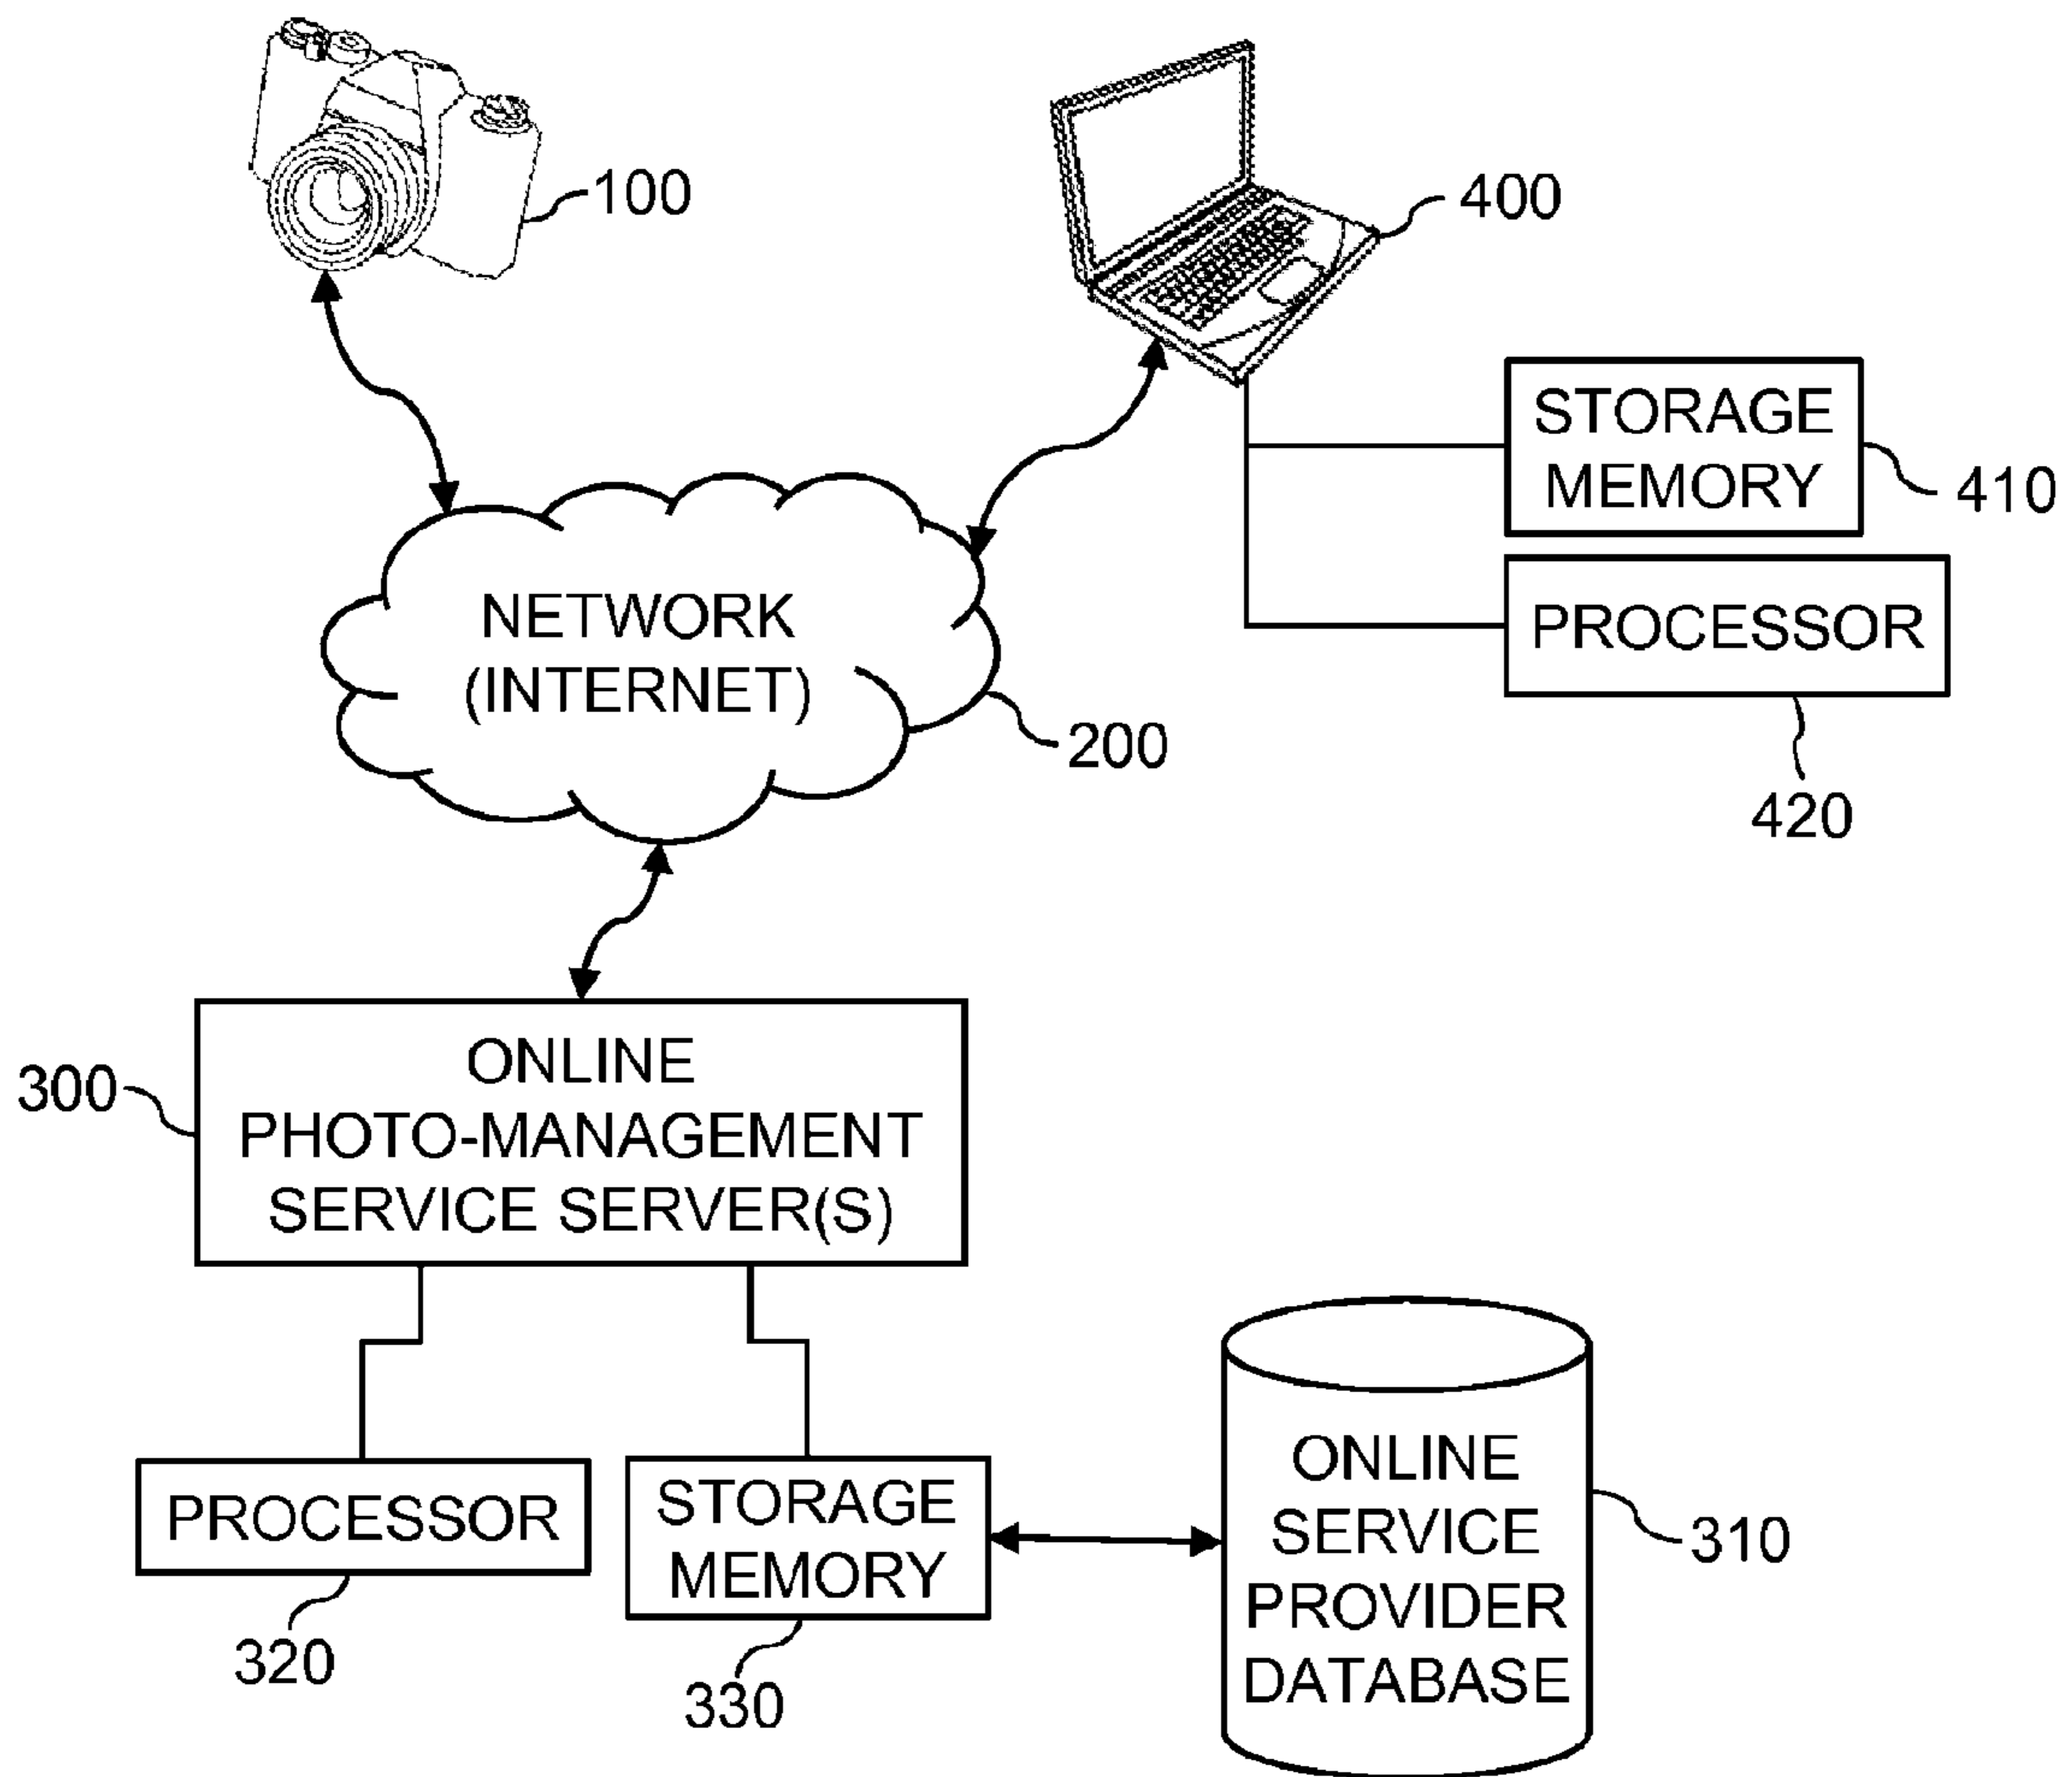 100
400
STORAGE
MEMORY
410
PROCESSOR
420
NETWORK
(INTERNET)
200
300
ONLINE
PHOTO-MANAGEMENT
SERVICE SERVER(S)
PROCESSOR
320
STORAGE
MEMORY
330
ONLINE
SERVICE
PROVIDER
DATABASE
310